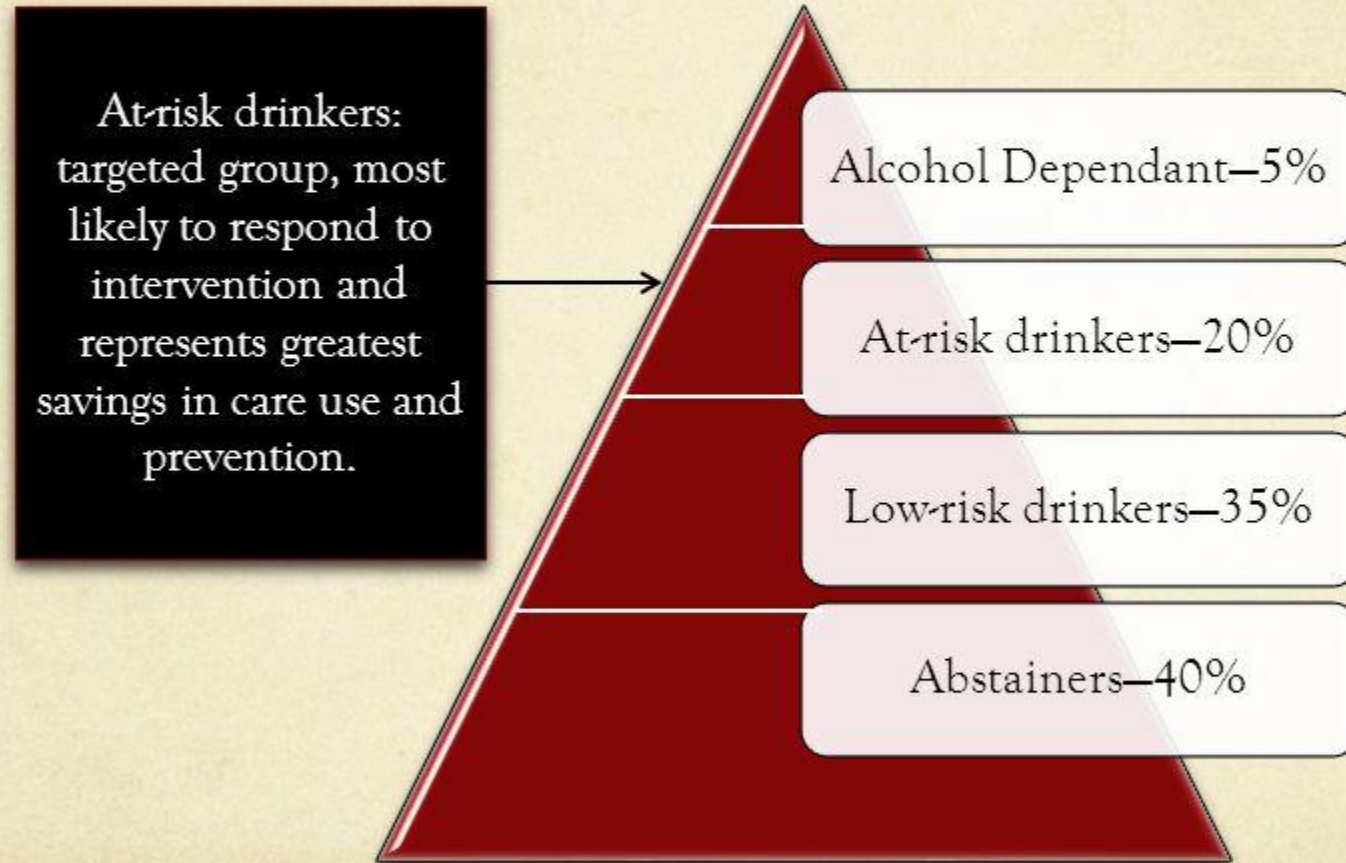 At-risk drinkers:
targeted group, most
likely to respond to
intervention and
represents greatest
savings in care use and
prevention.
Alcohol Dependant—5%
At-risk drinkers—20%
Low-risk drinkers—35%
Abstainers—40%